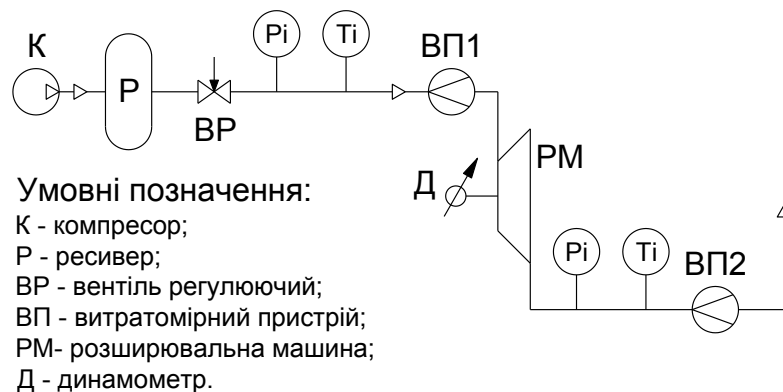 К
Р
ВР
Pi
Ti
ВП1
РМ
Д
Pi
Ti
ВП2
Умовні позначення:
К - компресор;
Р - ресивер;
ВР - вентіль регулюючий;
ВП - витратомірний пристрій;
РМ- розширювальна машина;
Д - динамометр.